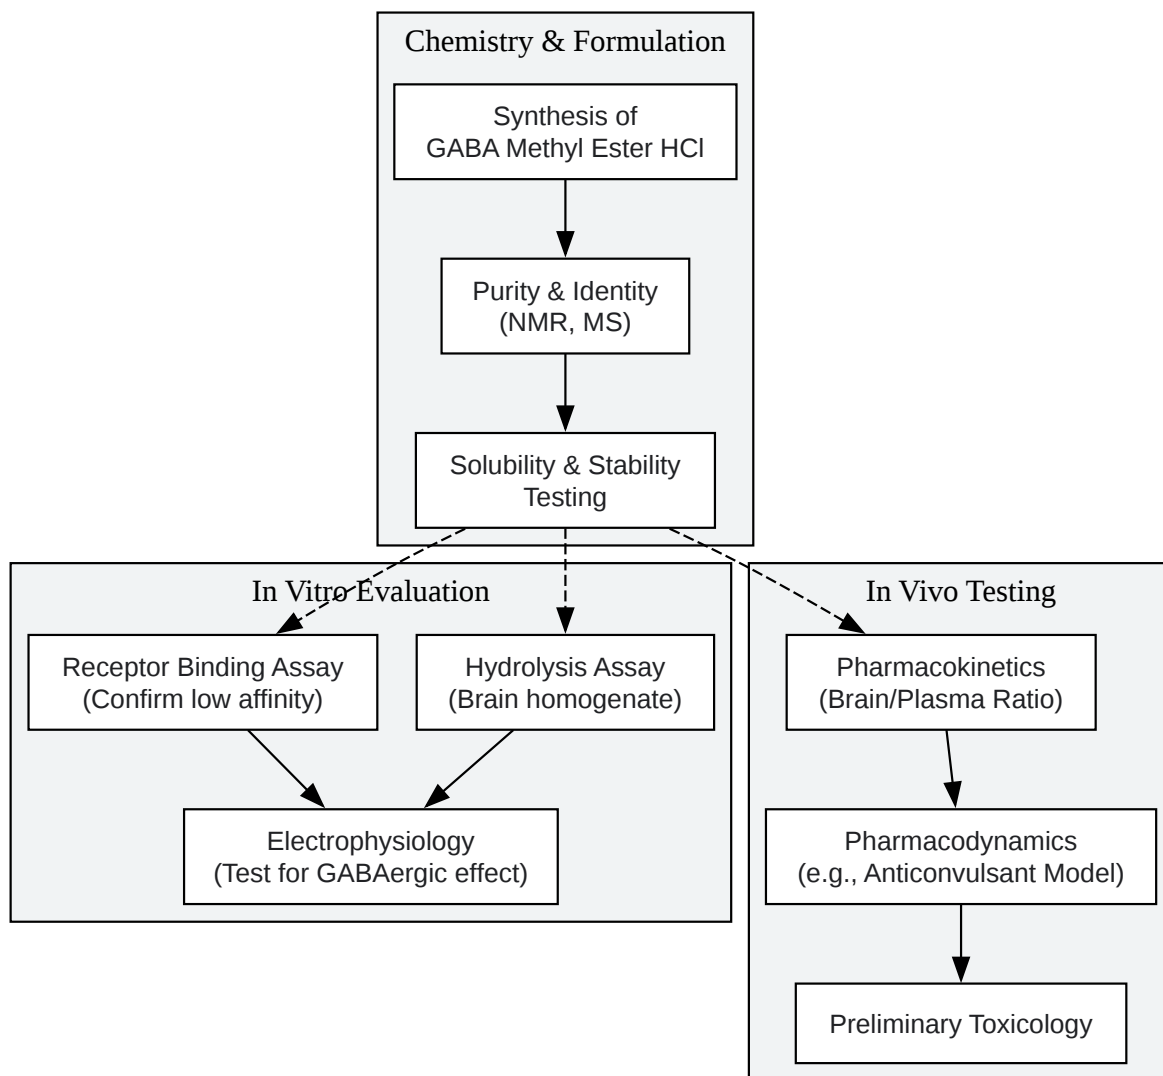 Chemistry & Formulation
Synthesis of
GABA Methyl Ester HCl
Purity & Identity
(NMR, MS)
Solubility & Stability
Testing
In Vitro Evaluation
Receptor Binding Assay
(Confirm low affinity)
Hydrolysis Assay
(Brain homogenate)
Electrophysiology
(Test for GABAergic effect)
In Vivo Testing
Pharmacokinetics
(Brain/Plasma Ratio)
Pharmacodynamics
(e.g., Anticonvulsant Model)
Preliminary Toxicology